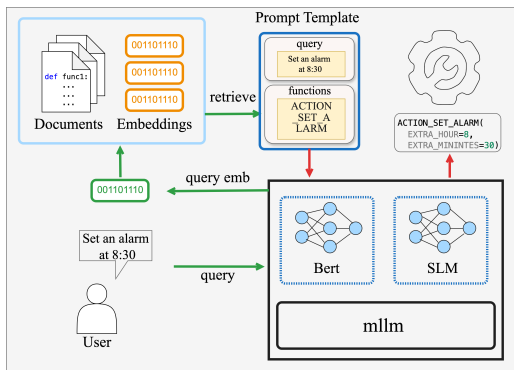 Prompt Template
query
Set an alarm
at 8:30
functions
ACTION
_SET_A
LARM
001101110
001101110
001101110
def func1:
...
...
...
Documents
Embeddings
retrieve
ACTION_SET_ALARM(
EXTRA_HOUR=8,
EXTRA_MININTES=30)
001101110
query emb
Set an alarm
at 8:30
query
User
Bert
SLM
mllm